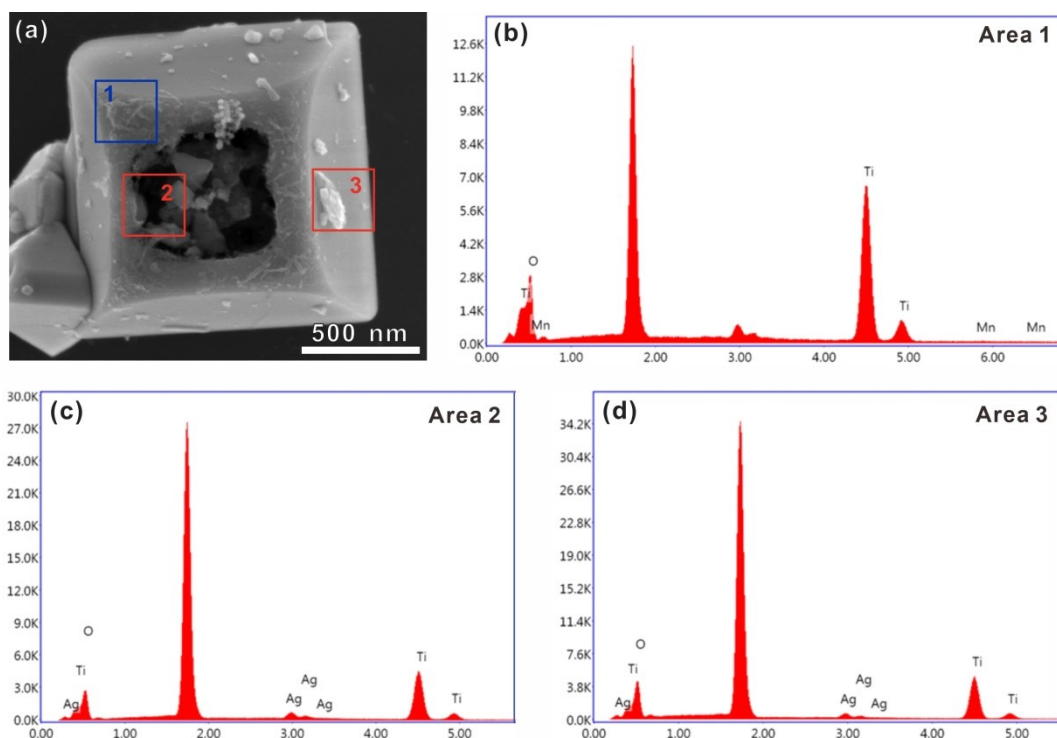 (a)
1
2
3
500 nm
(b)
Area 1
12.6K
11.2K
9.8K
8.4K
7.0K
5.6K
4.2K
2.8K
1.4K
0.0K
Ti
O
Ti
Ti
Mn
Mn
Mn
0.00 1.00 2.00 3.00 4.00 5.00 6.00
(c)
Area 2
30.0K
27.0K
24.0K
21.0K
18.0K
15.0K
12.0K
9.0K
6.0K
3.0K
0.0K
O
Ti
Ag
Ag
Ag
Ag
Ti
Ti
0.00 1.00 2.00 3.00 4.00 5.00
(d)
Area 3
34.2K
30.4K
26.6K
22.8K
19.0K
15.2K
11.4K
7.6K
3.8K
0.0K
O
Ti
Ag
Ag
Ag
Ag
Ti
Ti
0.00 1.00 2.00 3.00 4.00 5.00